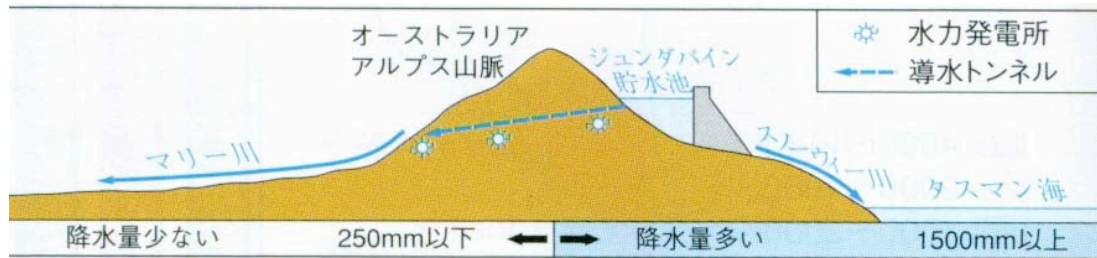 オーストラリア
アルプス山脈
ジュンダバイン
貯水池
水力発電所
導水トンネル
マリー川
スノーウィー川
タスマン海
降水量少ない
250mm以下
降水量多い
1500mm以上